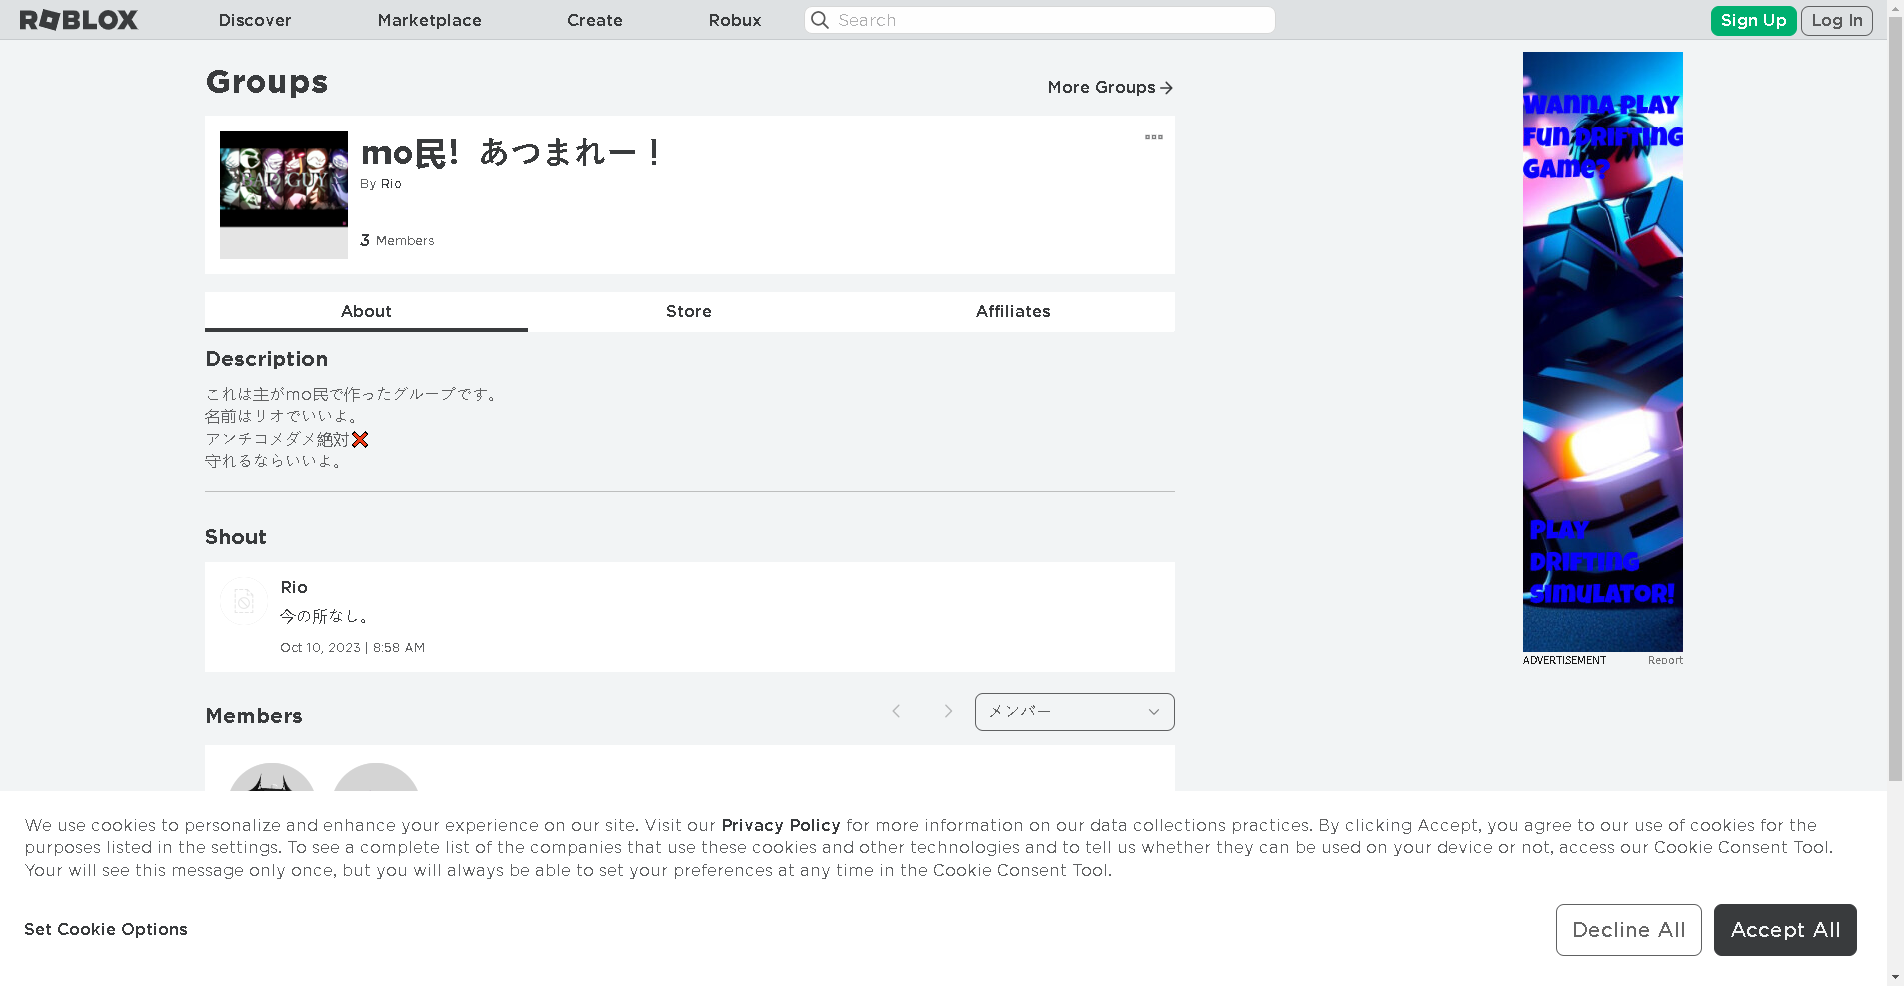 ROBLOX
Discover
Marketplace
Create
Robux
Search
Sign Up
Log In
Groups
More Groups
mo民！あつまれー！
By Rio
3 Members
BAD GUY
About
Store
Affiliates
Description
これは主がmo民で作ったグループです。
名前はリオでいいよ。
アンチコメダメ絶対❌
守れるならいいよ。
Shout
Rio
今の所なし。
Oct 10, 2023 | 8:58 AM
Members
メンバー
WANNA PLAY
FUN DRIFTING
GAME?
PLAY
DRIFTING
SIMULATOR!
ADVERTISEMENT
Report
We use cookies to personalize and enhance your experience on our site. Visit our Privacy Policy for more information on our data collections practices. By clicking Accept, you agree to our use of cookies for the
purposes listed in the settings. To see a complete list of the companies that use these cookies and other technologies and to tell us whether they can be used on your device or not, access our Cookie Consent Tool.
Your will see this message only once, but you will always be able to set your preferences at any time in the Cookie Consent Tool.
Set Cookie Options
Decline All
Accept All